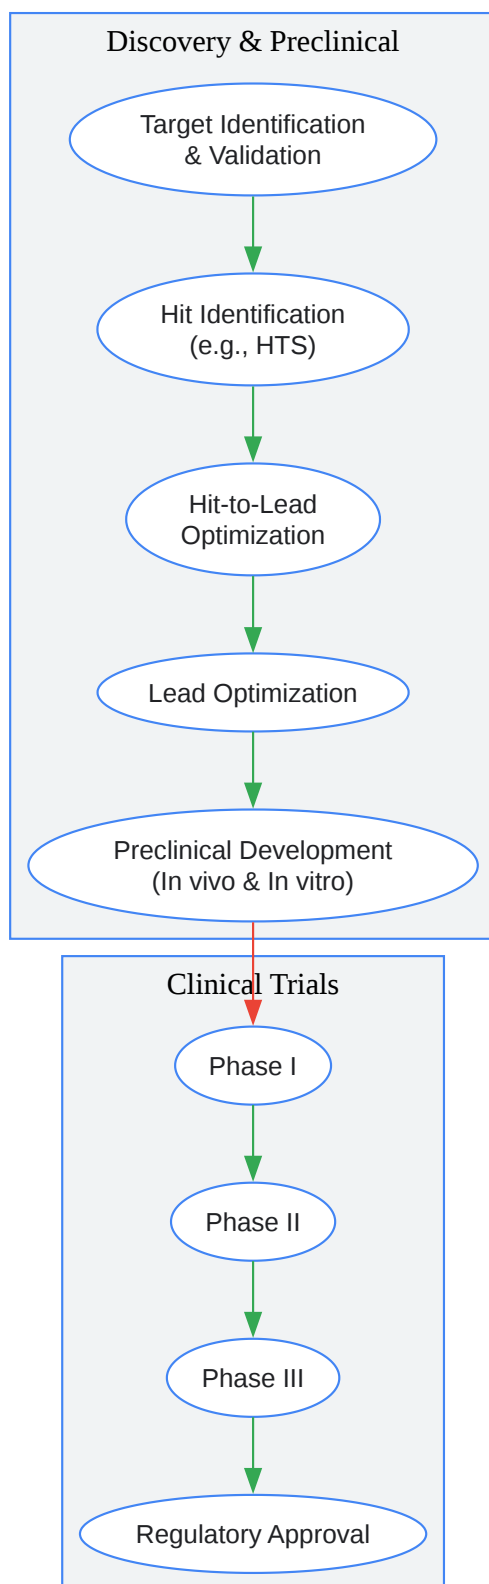 Discovery & Preclinical
Target Identification
& Validation
Hit Identification
(e.g., HTS)
Hit-to-Lead
Optimization
Lead Optimization
Preclinical Development
(In vivo & In vitro)
Clinical Trials
Phase I
Phase II
Phase III
Regulatory Approval